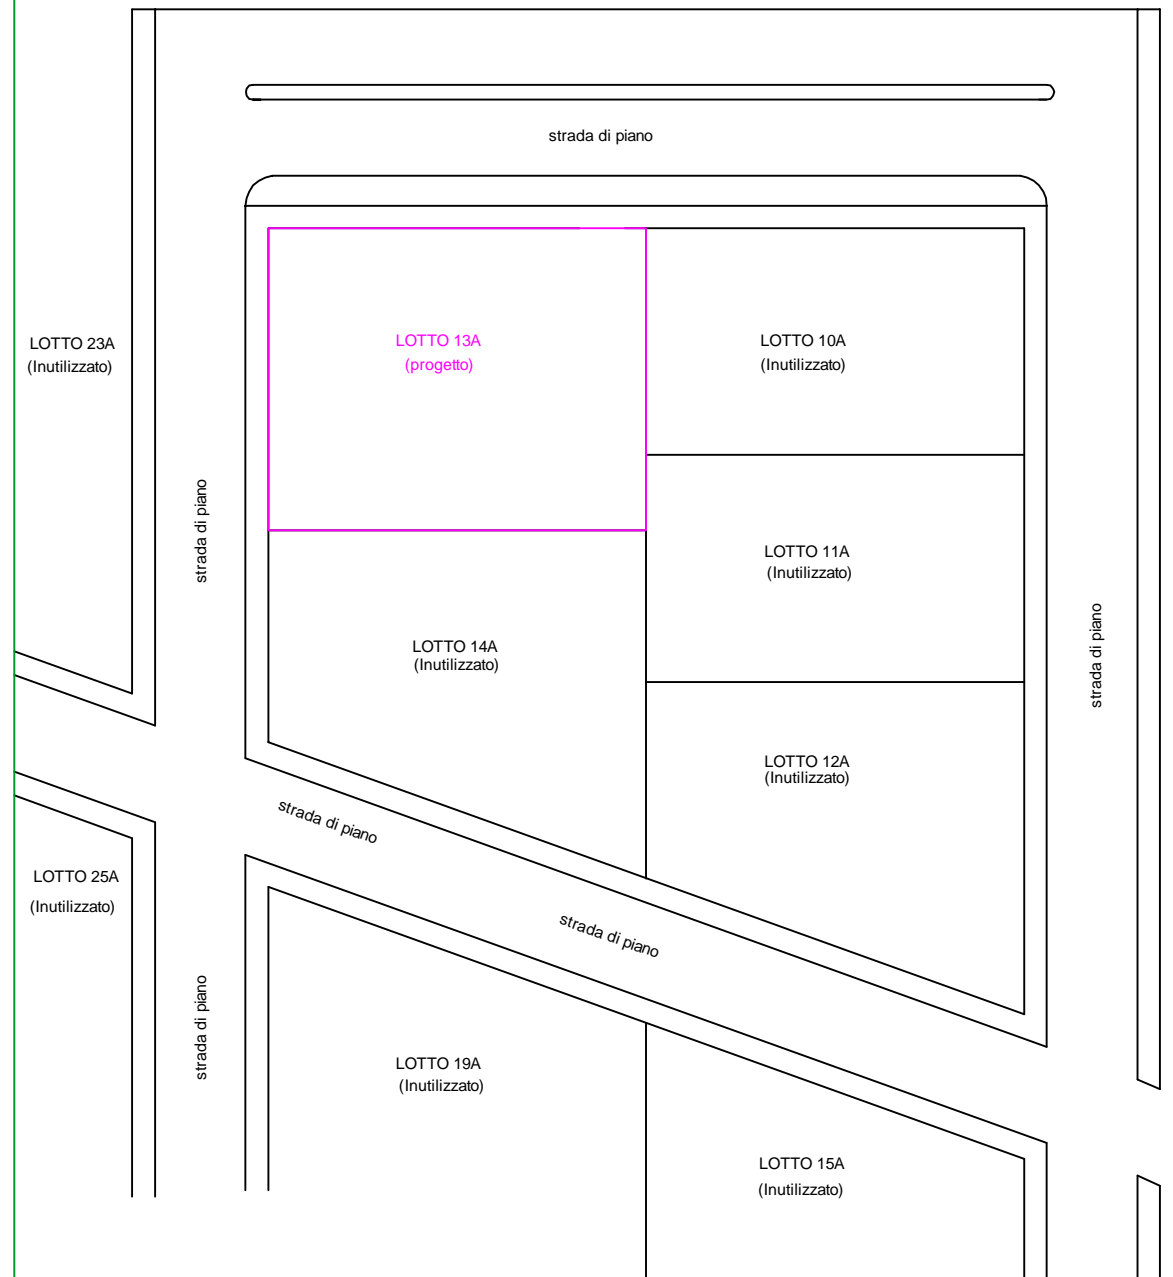 strada di piano
LOTTO 23A
(Inutilizzato)
LOTTO 13A
(progetto)
LOTTO 10A
(Inutilizzato)
strada di piano
LOTTO 11A
(Inutilizzato)
LOTTO 14A
(Inutilizzato)
strada di piano
LOTTO 12A
(Inutilizzato)
strada di piano
LOTTO 25A
(Inutilizzato)
strada di piano
strada di piano
LOTTO 19A
(Inutilizzato)
LOTTO 15A
(Inutilizzato)